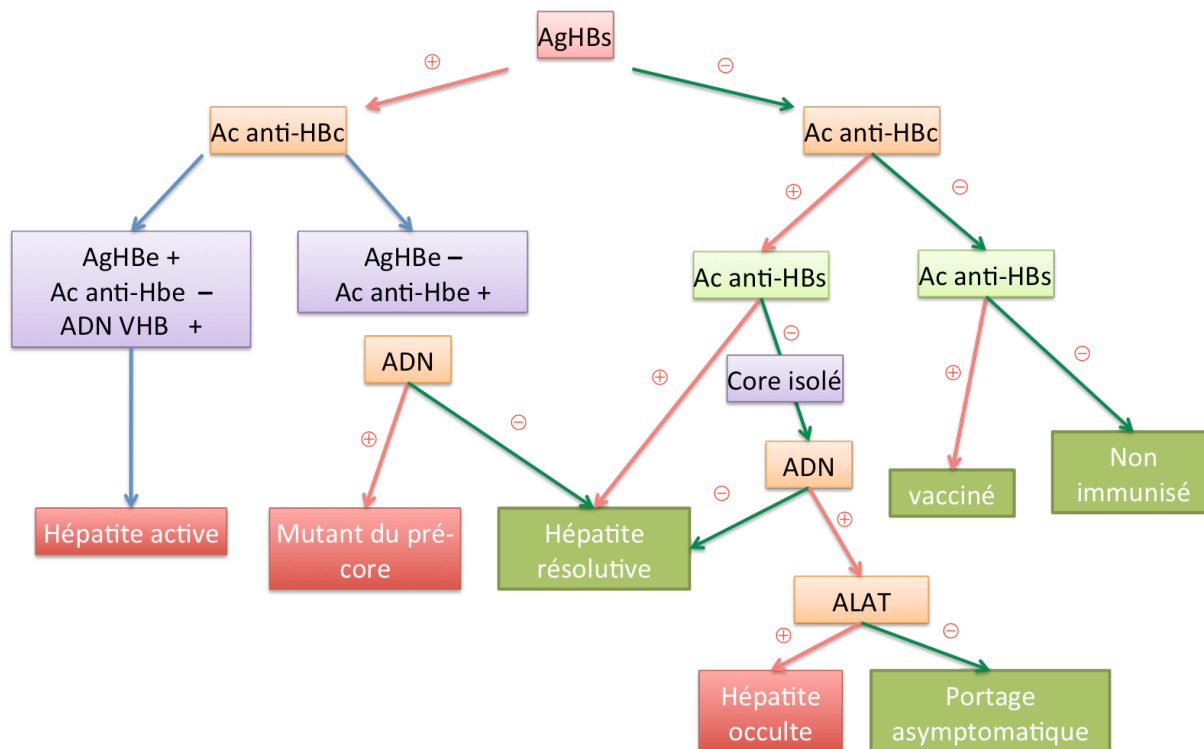 AgHBs
⊕
⊖
Ac anti-HBc
Ac anti-HBc
⊕
⊖
AgHBe +
Ac anti-Hbe –
ADN VHB +
AgHBe –
Ac anti-Hbe +
Ac anti-HBs
Ac anti-HBs
ADN
⊕
⊖
⊕
⊖
Core isolé
⊕
⊖
ADN
⊖
⊕
vacciné
Non
immunisé
Hépatite active
Mutant du pré-
core
Hépatite
résolutive
ALAT
⊕
⊖
Hépatite
occulte
Portage
asymptomatique